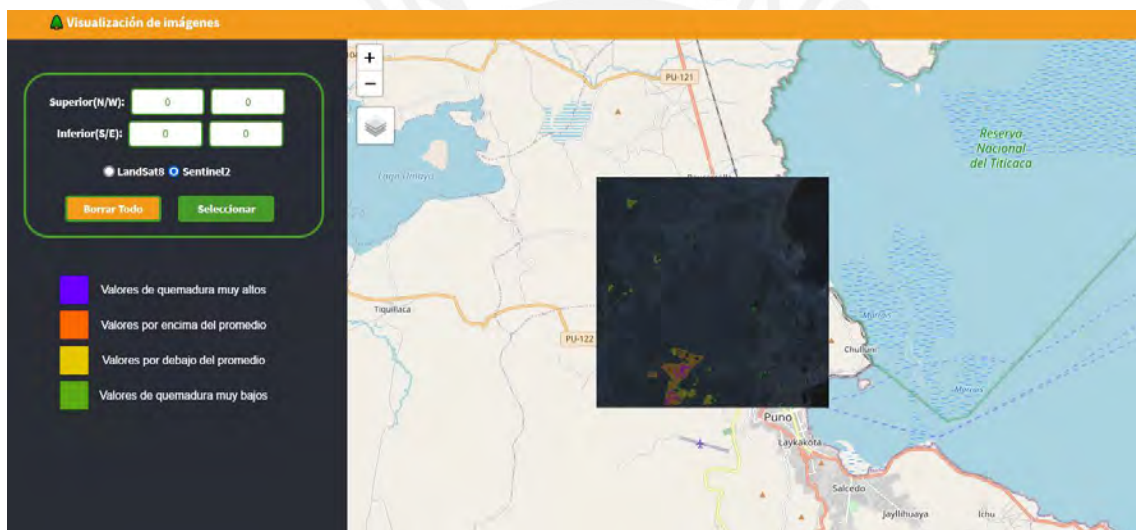 Visualización de imágenes
Superior(N/W): 0 0
Inferior(S/E): 0 0
LandSat8 Sentinel2
Borrar Todo Seleccionar
Valores de quemadura muy altos
Valores por encima del promedio
Valores por debajo del promedio
Valores de quemadura muy bajos
+
−
PU-121
Reserva
Nacional
del Titicaca
Lago Umayo
Tiquillaca
PU-122
Puno
Laykakota
Salcedo
Jayllihuaya
Ichu